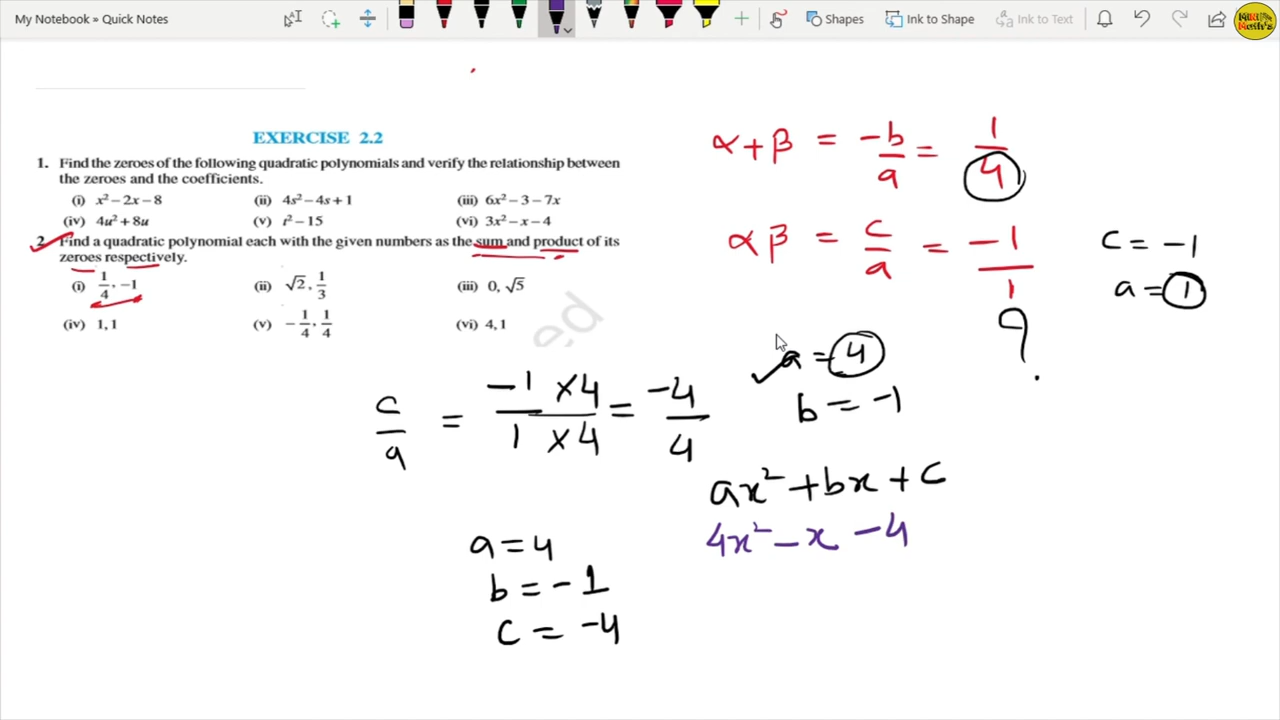 My Notebook » Quick Notes
Shapes
Ink to Shape
Ink to Text
EXERCISE 2.2
1. Find the zeroes of the following quadratic polynomials and verify the relationship between
the zeroes and the coefficients.
(i) x² – 2x – 8 (ii) 4s² – 4s + 1 (iii) 6x² – 3 – 7x
(iv) 4u² + 8u (v) t² – 15 (vi) 3x² – x – 4
2. Find a quadratic polynomial each with the given numbers as the sum and product of its
zeroes respectively.
(i) 1/4, –1 (ii) √2, 1/3 (iii) 0, √5
(iv) 1, 1 (v) –1/4, 1/4 (vi) 4, 1
α + β = -b/a = 1/4
αβ = c/a = -1/1
?
c = -1
a = 1
a = 4
b = -1
c/a = -1/1 ×4/×4 = -4/4
ax² + bx + c
4x² - x - 4
a = 4
b = -1
c = -4